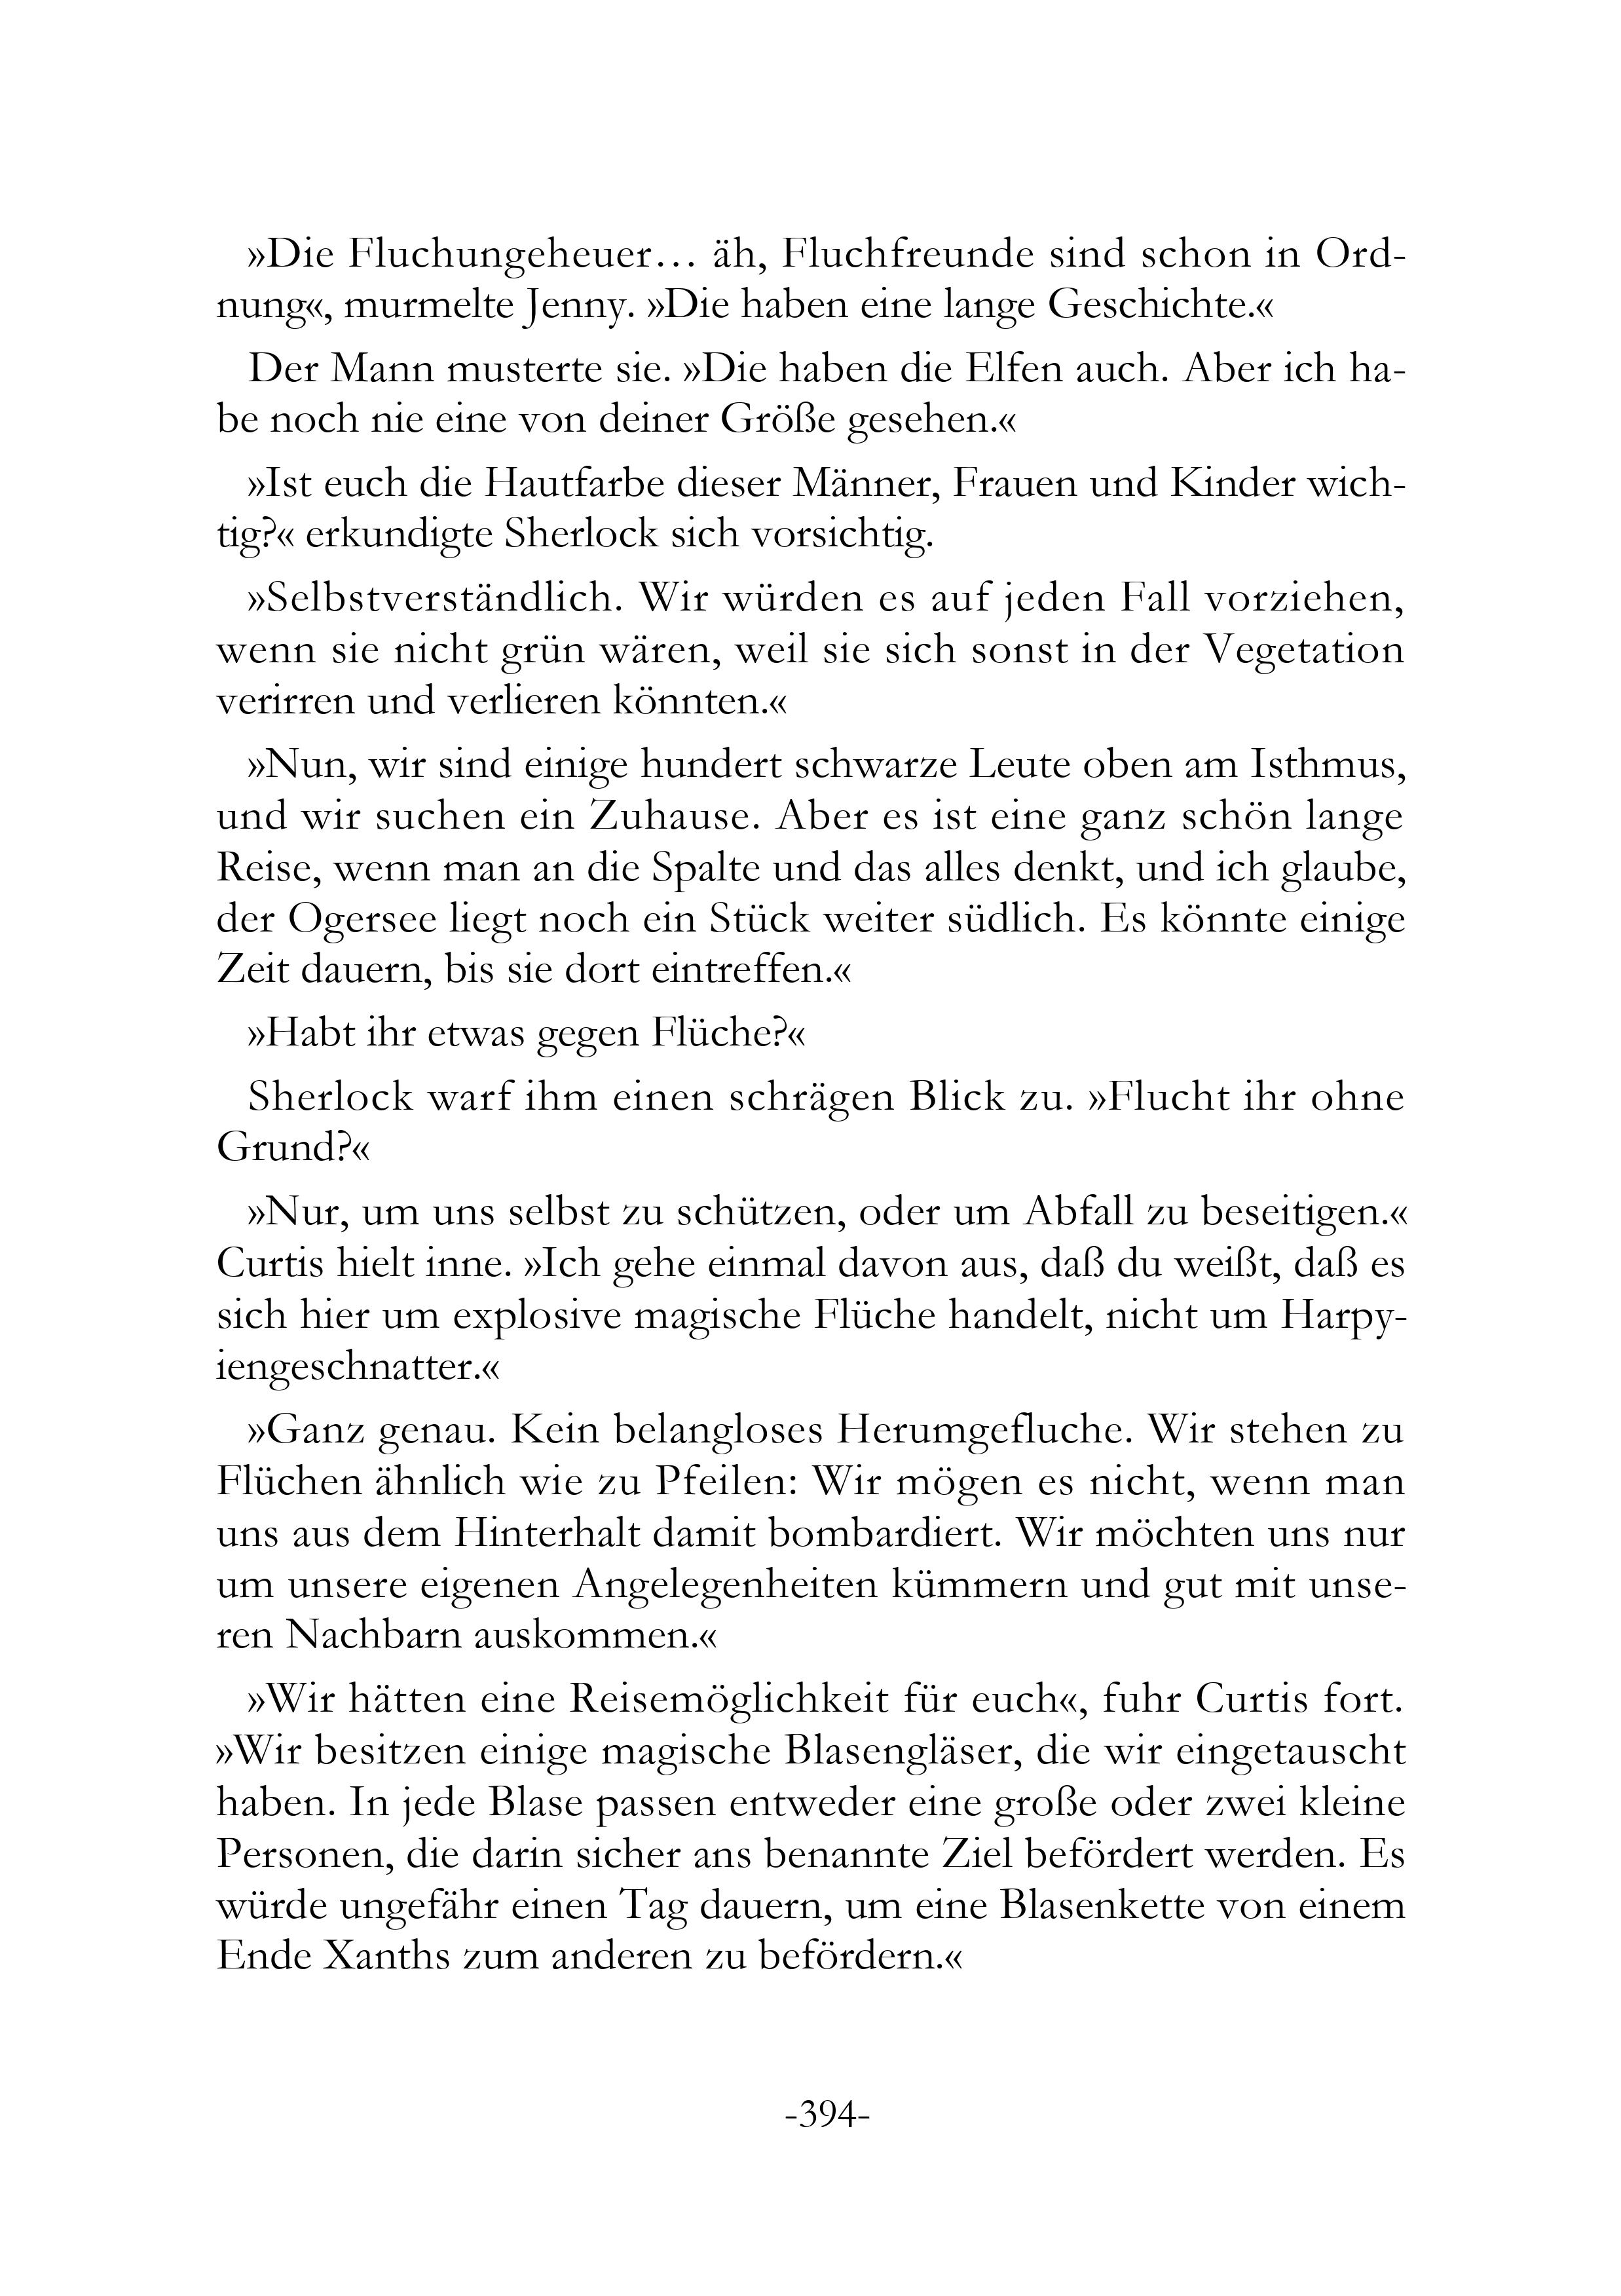 »Die Fluchungeheuer… äh, Fluchfreunde sind schon in Ord-
nung«, murmelte Jenny. »Die haben eine lange Geschichte.«
Der Mann musterte sie. »Die haben die Elfen auch. Aber ich ha-
be noch nie eine von deiner Größe gesehen.«
»Ist euch die Hautfarbe dieser Männer, Frauen und Kinder wich-
tig?« erkundigte Sherlock sich vorsichtig.
»Selbstverständlich. Wir würden es auf jeden Fall vorziehen,
wenn sie nicht grün wären, weil sie sich sonst in der Vegetation
verirren und verlieren könnten.«
»Nun, wir sind einige hundert schwarze Leute oben am Isthmus,
und wir suchen ein Zuhause. Aber es ist eine ganz schön lange
Reise, wenn man an die Spalte und das alles denkt, und ich glaube,
der Ogersee liegt noch ein Stück weiter südlich. Es könnte einige
Zeit dauern, bis sie dort eintreffen.«
»Habt ihr etwas gegen Flüche?«
Sherlock warf ihm einen schrägen Blick zu. »Flucht ihr ohne
Grund?«
»Nur, um uns selbst zu schützen, oder um Abfall zu beseitigen.«
Curtis hielt inne. »Ich gehe einmal davon aus, daß du weißt, daß es
sich hier um explosive magische Flüche handelt, nicht um Harpy-
iengeschnatter.«
»Ganz genau. Kein belangloses Herumgefluche. Wir stehen zu
Flüchen ähnlich wie zu Pfeilen: Wir mögen es nicht, wenn man
uns aus dem Hinterhalt damit bombardiert. Wir möchten uns nur
um unsere eigenen Angelegenheiten kümmern und gut mit unse-
ren Nachbarn auskommen.«
»Wir hätten eine Reisemöglichkeit für euch«, fuhr Curtis fort.
»Wir besitzen einige magische Blasengläser, die wir eingetauscht
haben. In jede Blase passen entweder eine große oder zwei kleine
Personen, die darin sicher ans benannte Ziel befördert werden. Es
würde ungefähr einen Tag dauern, um eine Blasenkette von einem
Ende Xanths zum anderen zu befördern.«
-394-